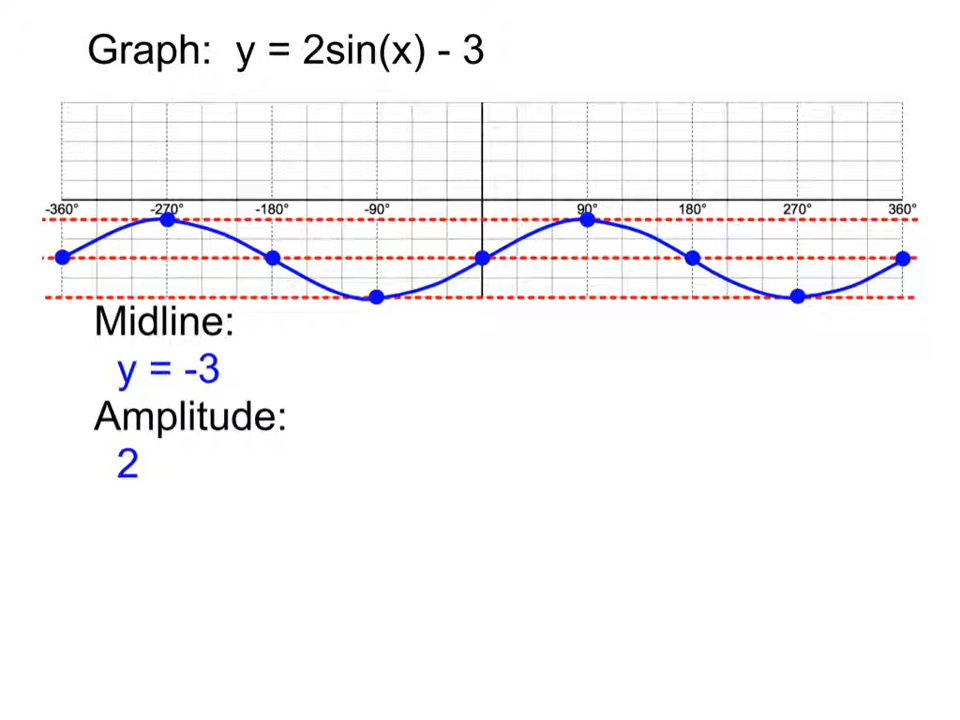 Graph: y = 2sin(x) - 3
-360° -270° -180° -90° 90° 180° 270° 360°
Midline:
y = -3
Amplitude:
2